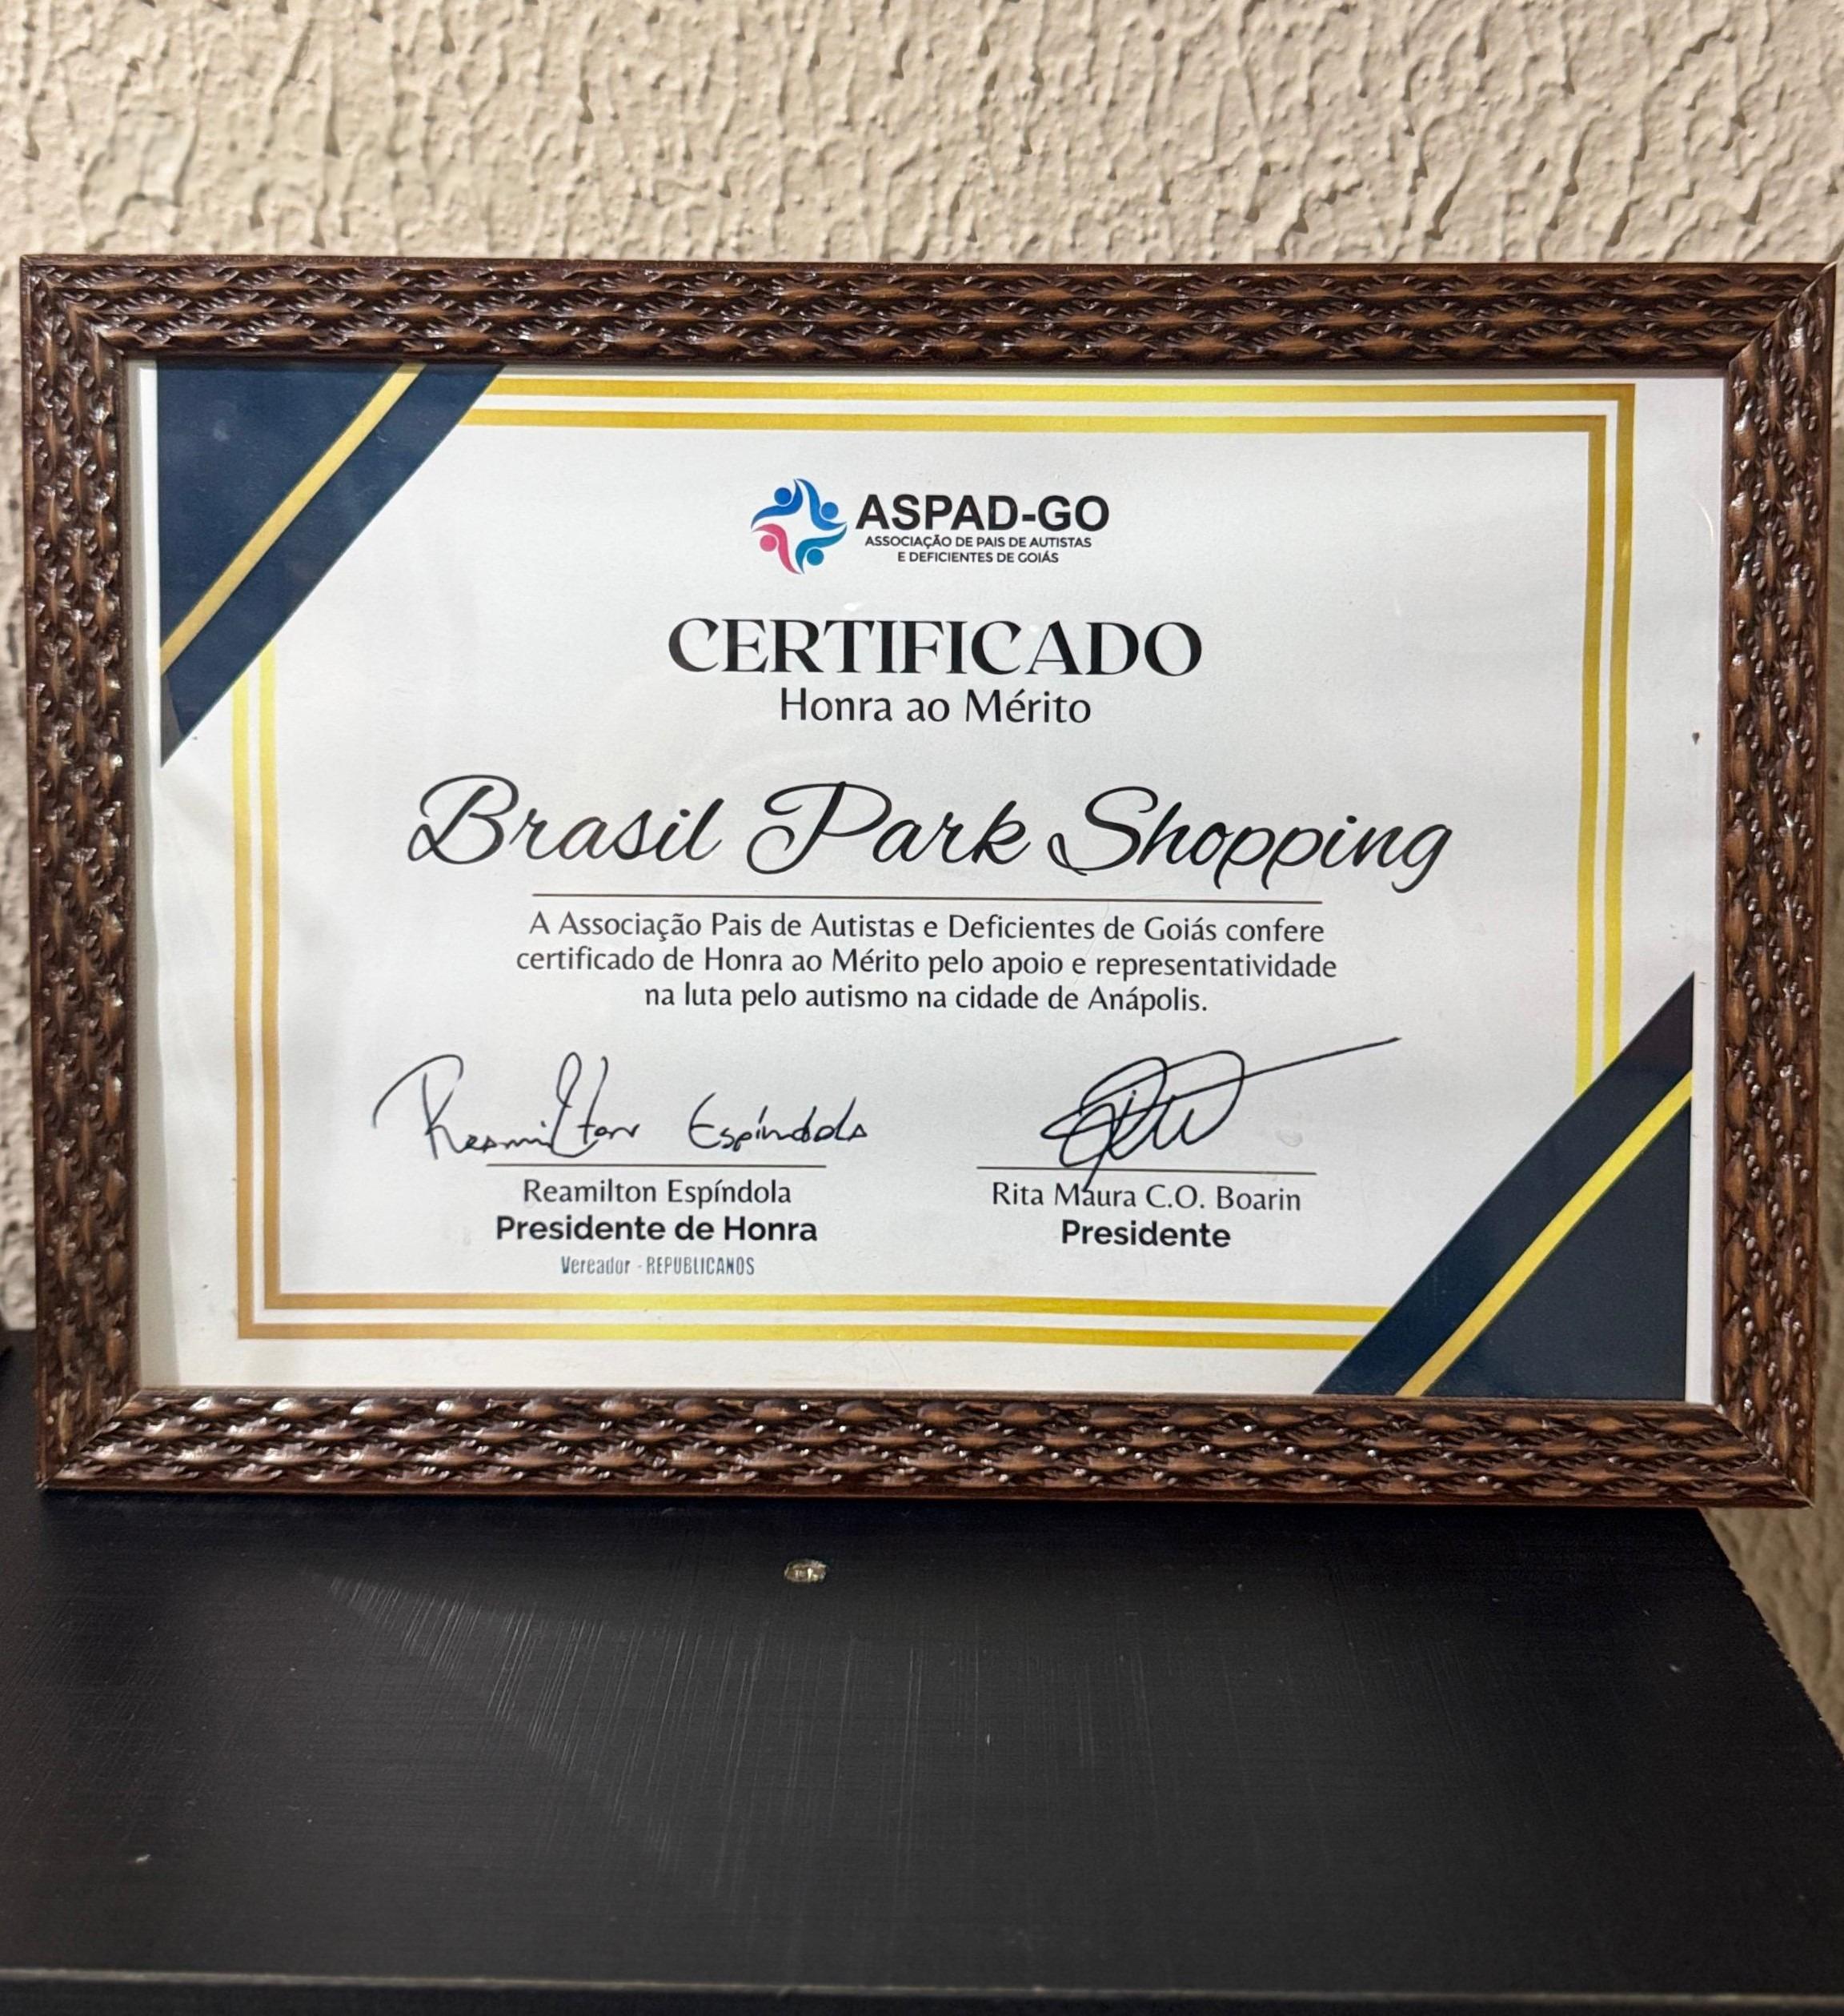 ASPAD-GO
ASSOCIAÇÃO DE PAIS DE AUTISTAS
E DEFICIENTES DE GOIÁS
CERTIFICADO
Honra ao Mérito
Brasil Park Shopping
A Associação Pais de Autistas e Deficientes de Goiás confere
certificado de Honra ao Mérito pelo apoio e representatividade
na luta pelo autismo na cidade de Anápolis.
Reamilton Espíndola
Reamilton Espíndola
Presidente de Honra
Vereador - REPUBLICANOS
Rita Maura C.O. Boarin
Presidente